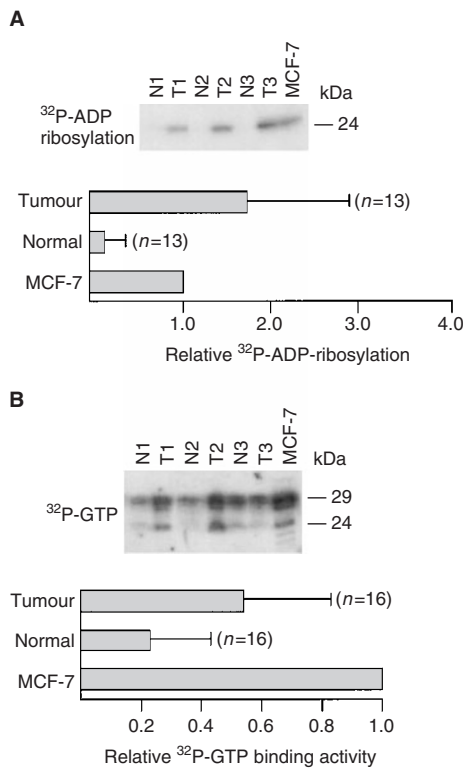 A
N1 T1 N2 T2 N3 T3 MCF-7 kDa
³²P-ADP
ribosylation
24
Tumour (n=13)
Normal (n=13)
MCF-7
1.0 2.0 3.0 4.0
Relative ³²P-ADP-ribosylation
B
N1 T1 N2 T2 N3 T3 MCF-7 kDa
29
³²P-GTP
24
Tumour (n=16)
Normal (n=16)
MCF-7
0.2 0.4 0.6 0.8 1.0
Relative ³²P-GTP binding activity